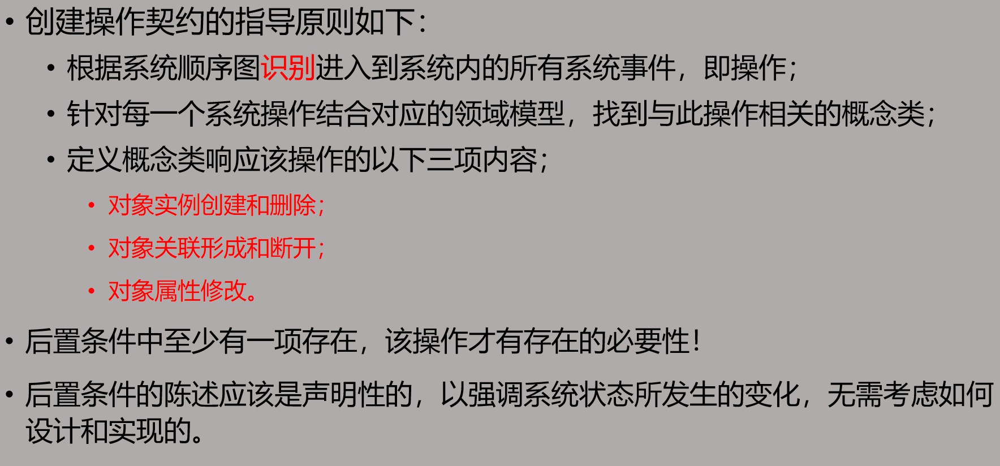 • 创建操作契约的指导原则如下：
• 根据系统顺序图识别进入到系统内的所有系统事件，即操作；
• 针对每一个系统操作结合对应的领域模型，找到与此操作相关的概念类；
• 定义概念类响应该操作的以下三项内容；
• 对象实例创建和删除；
• 对象关联形成和断开；
• 对象属性修改。
• 后置条件中至少有一项存在，该操作才有存在的必要性！
• 后置条件的陈述应该是声明性的，以强调系统状态所发生的变化，无需考虑如何
设计和实现的。